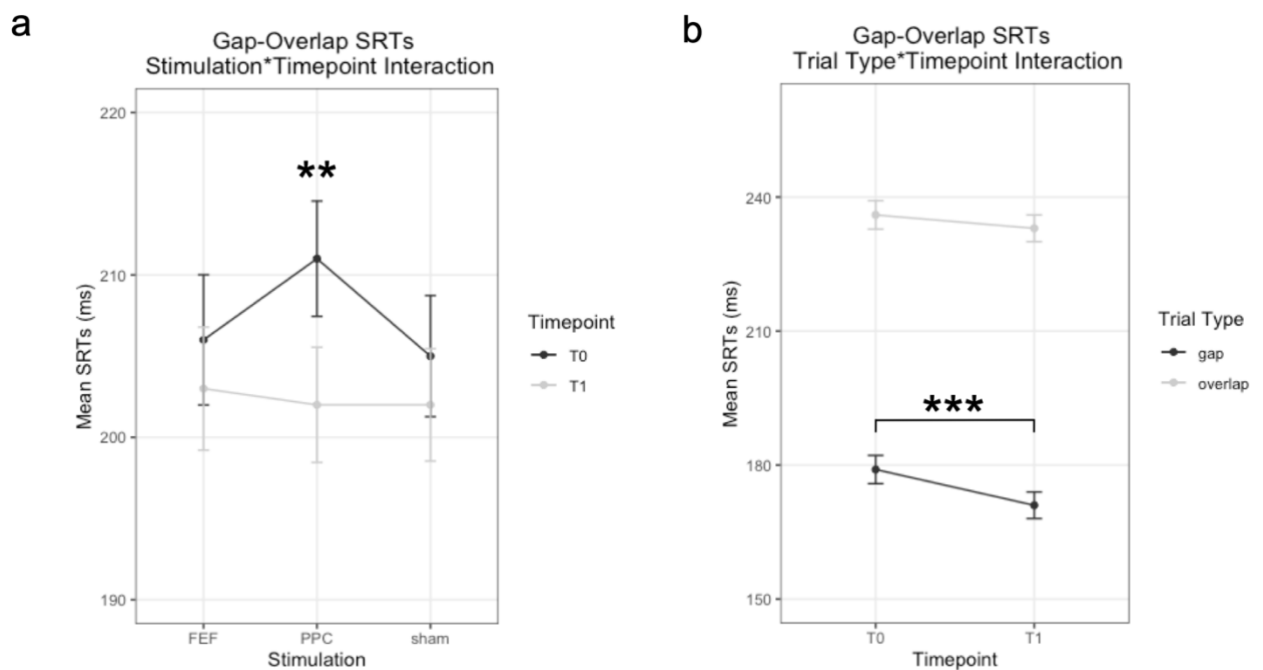 a
Gap-Overlap SRTs
Stimulation*Timepoint Interaction
Mean SRTs (ms)
220
210
200
190
**
FEF
PPC
sham
Stimulation
Timepoint
T0
T1
b
Gap-Overlap SRTs
Trial Type*Timepoint Interaction
Mean SRTs (ms)
240
210
180
150
***
T0
T1
Timepoint
Trial Type
gap
overlap